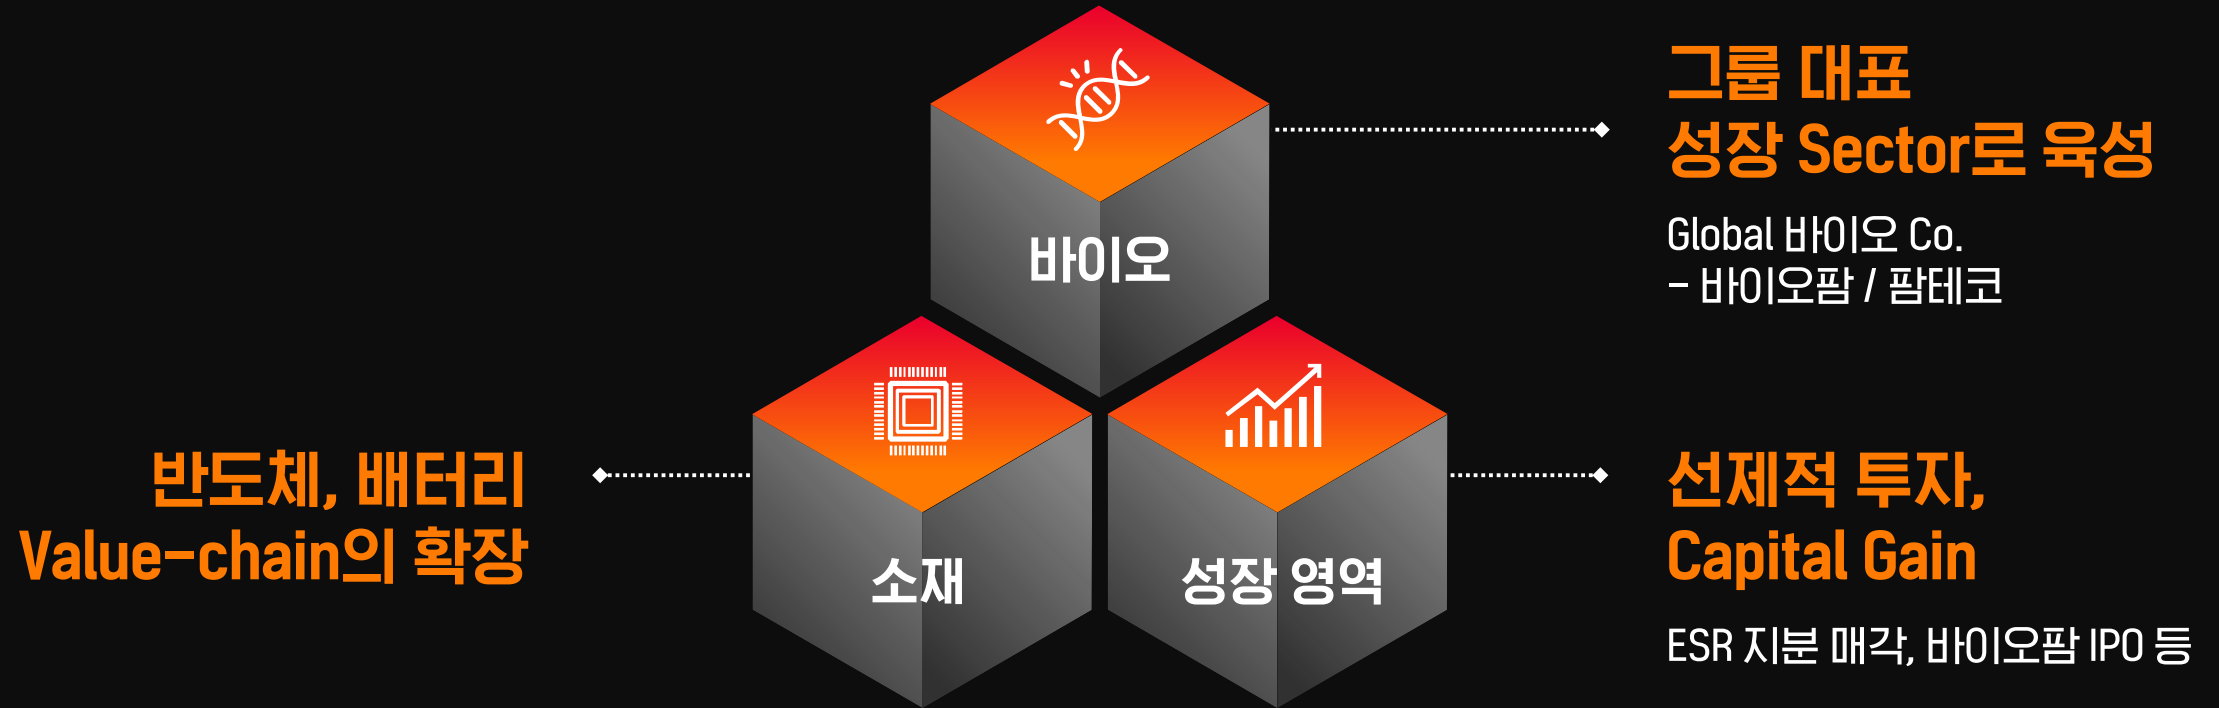 바이오
그룹 대표
성장 Sector로 육성
Global 바이오 Co.
- 바이오팜 / 팜테코
소재
반도체, 배터리
Value-chain의 확장
성장 영역
선제적 투자,
Capital Gain
ESR 지분 매각, 바이오팜 IPO 등